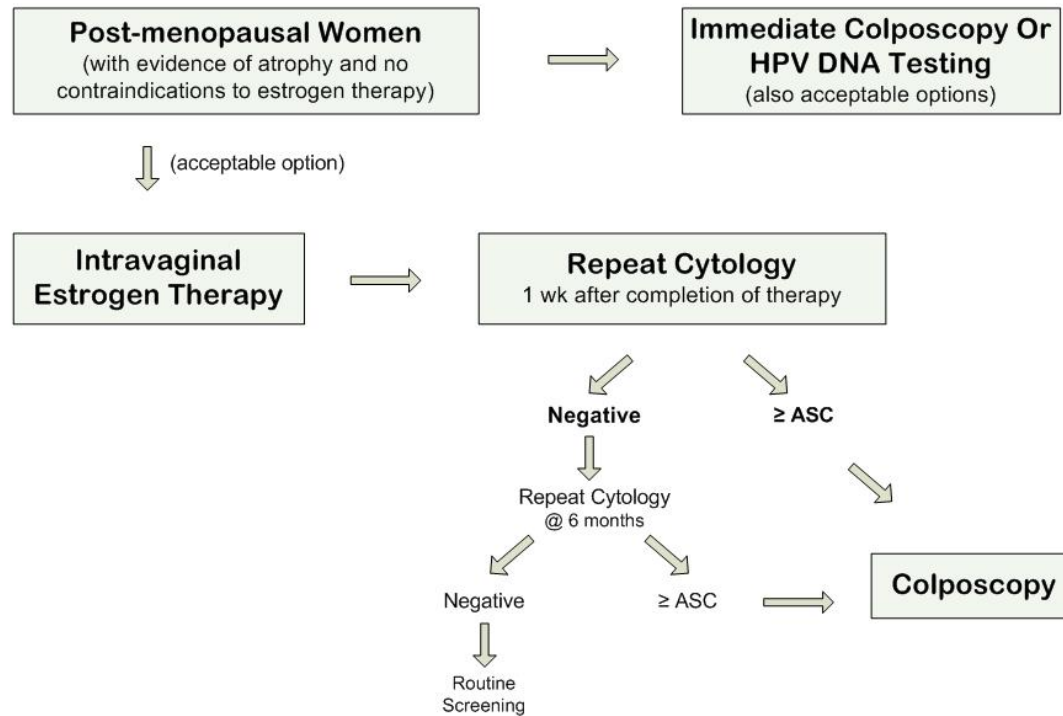 Post-menopausal Women
(with evidence of atrophy and no
contraindications to estrogen therapy)
Immediate Colposcopy Or
HPV DNA Testing
(also acceptable options)
(acceptable option)
Intravaginal
Estrogen Therapy
Repeat Cytology
1 wk after completion of therapy
Negative
≥ ASC
Repeat Cytology
@ 6 months
Negative
≥ ASC
Colposcopy
Routine
Screening